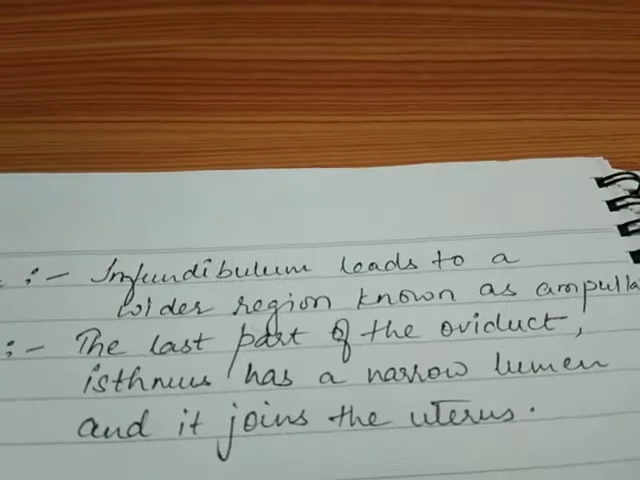 :- Infundibulum leads to a
wider region known as ampulla
:- The last part of the oviduct,
isthmus has a narrow lumen
and it joins the uterus.